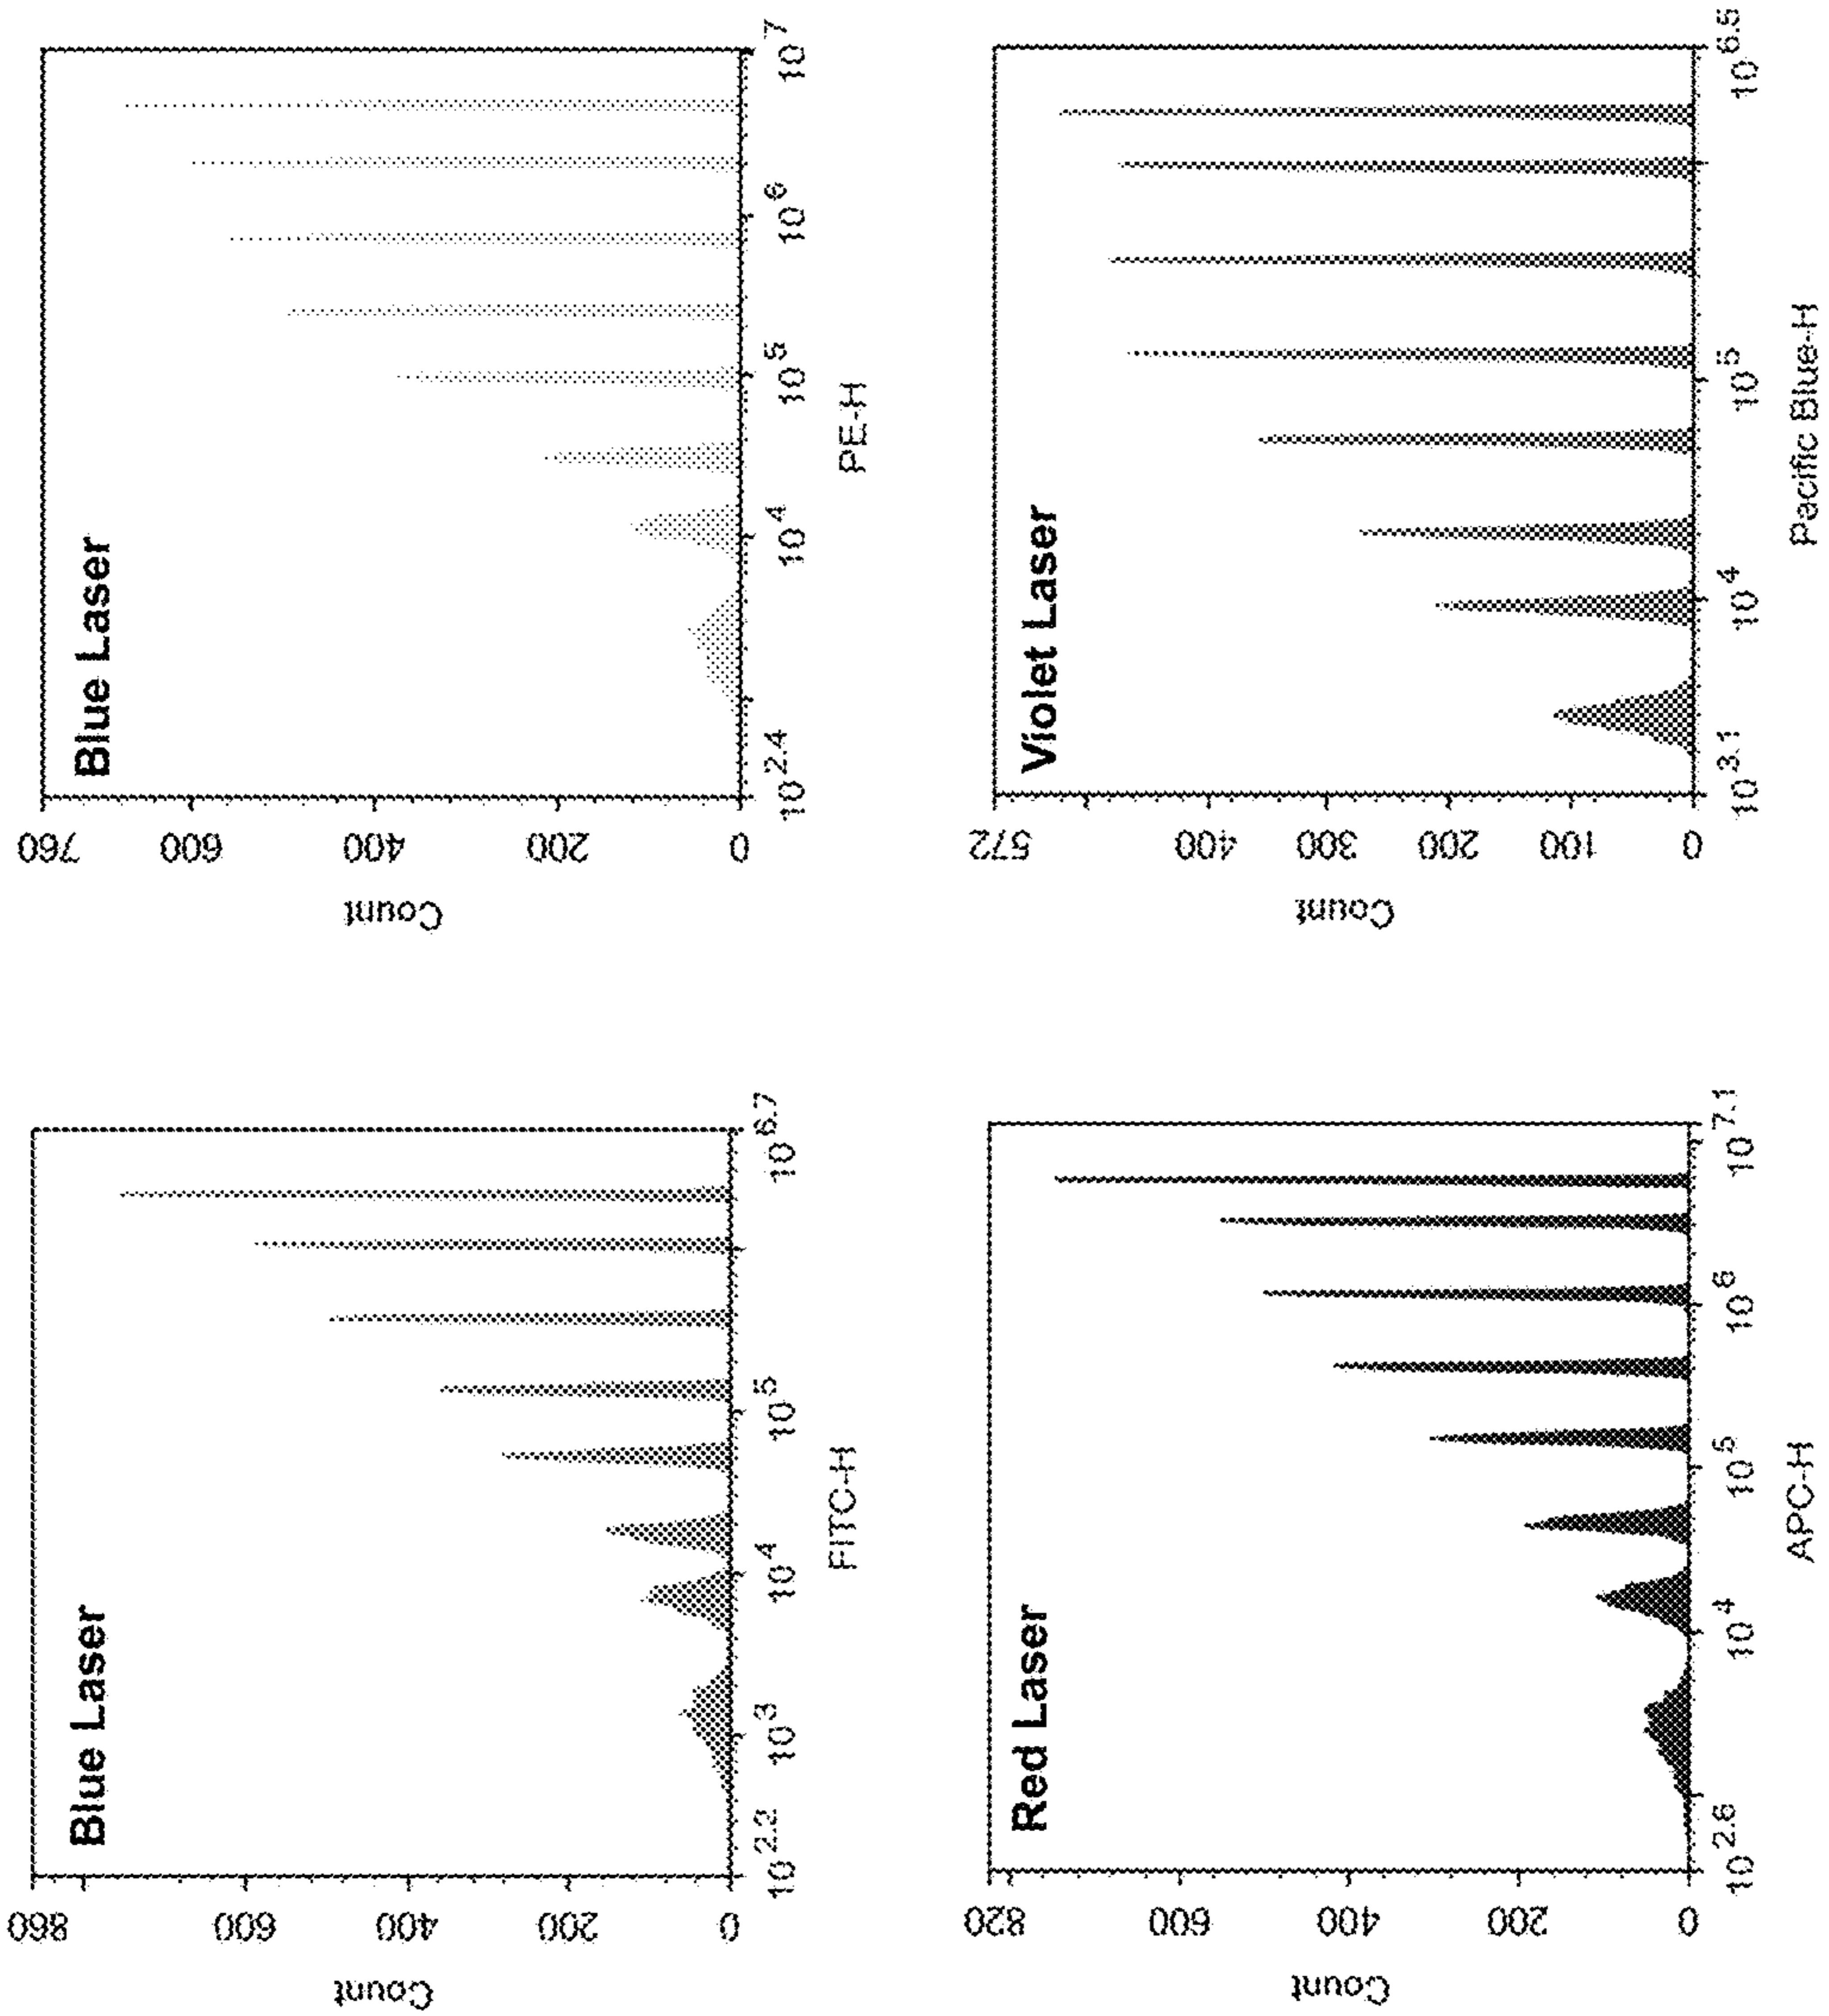 Blue Laser
860
600
400
200
0
Count
10^2.2 10^3 10^4 10^5 10^6.7
FITC-H
Blue Laser
760
600
400
200
0
Count
10^2.4 10^4 10^5 10^6 10^7
PE-H
Red Laser
820
600
400
200
0
Count
10^2.6 10^4 10^5 10^6 10^7.1
APC-H
Violet Laser
572
400
300
200
100
0
Count
10^3.1 10^4 10^5 10^6.5
Pacific Blue-H